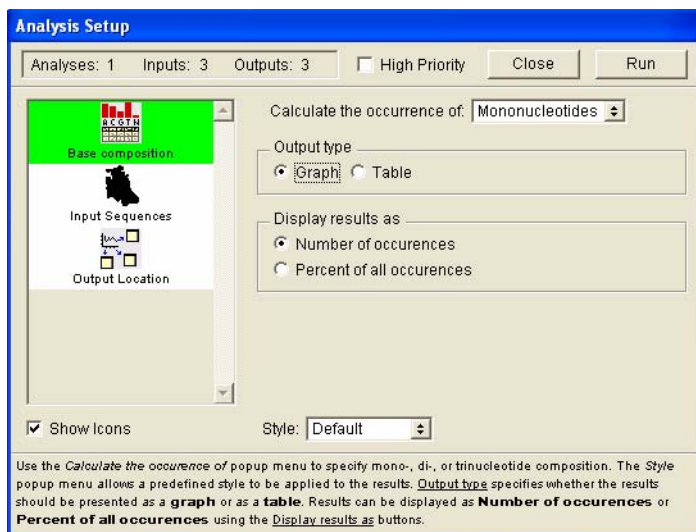 Analysis Setup
Analyses: 1 Inputs: 3 Outputs: 3 High Priority Close Run
Calculate the occurrence of: Mononucleotides
A C G T N
Base composition
Output type
Graph Table
Input Sequences
Display results as
Number of occurences
Percent of all occurences
Output Location
Show Icons Style: Default
Use the Calculate the occurence of popup menu to specify mono-, di-, or trinucleotide composition. The Style
popup menu allows a predefined style to be applied to the results. Output type specifies whether the results
should be presented as a graph or as a table. Results can be displayed as Number of occurences or
Percent of all occurences using the Display results as buttons.